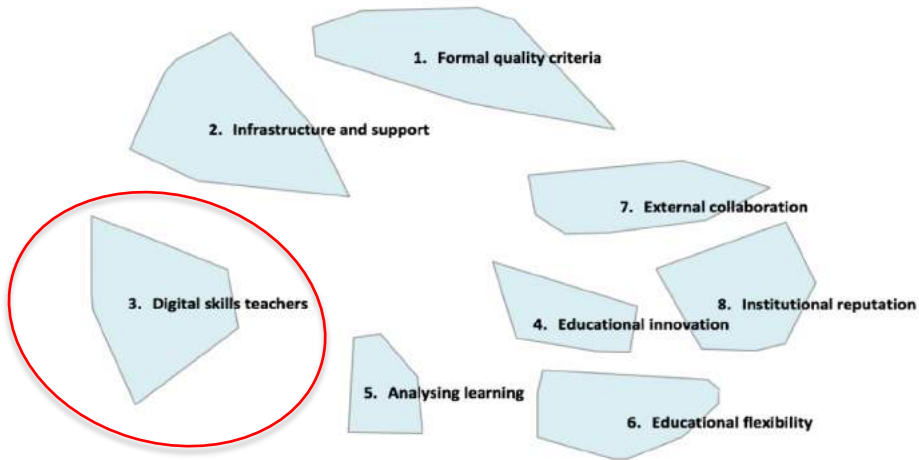 1. Formal quality criteria
2. Infrastructure and support
7. External collaboration
3. Digital skills teachers
8. Institutional reputation
4. Educational innovation
5. Analysing learning
6. Educational flexibility